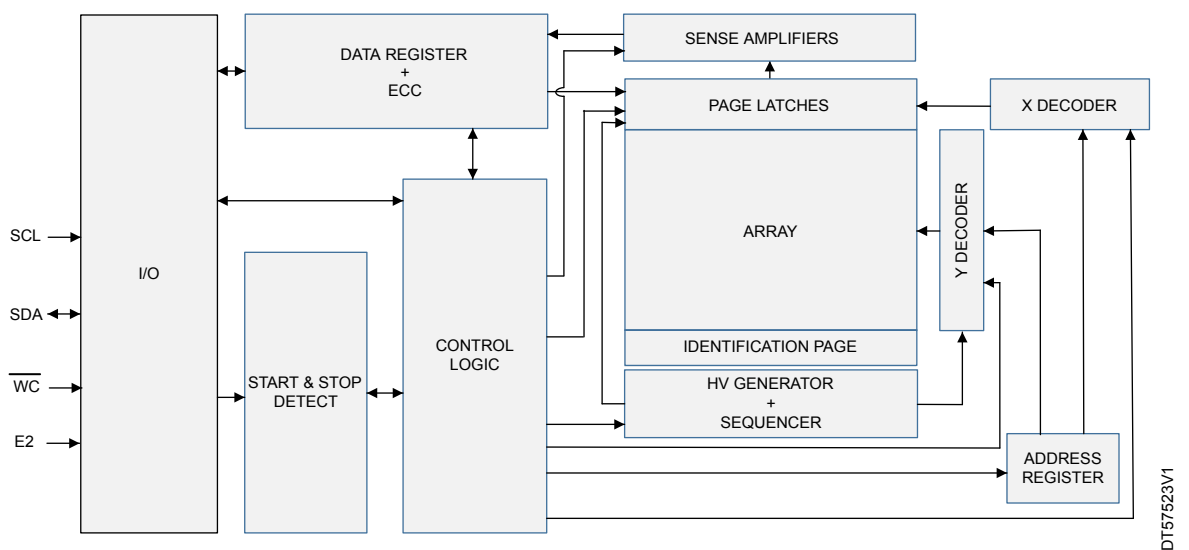 DATA REGISTER
+
ECC
SENSE AMPLIFIERS
PAGE LATCHES
X DECODER
Y DECODER
ARRAY
IDENTIFICATION PAGE
HV GENERATOR
+
SEQUENCER
ADDRESS
REGISTER
CONTROL
LOGIC
START & STOP
DETECT
I/O
SCL
SDA
WC
E2
DT57523V1